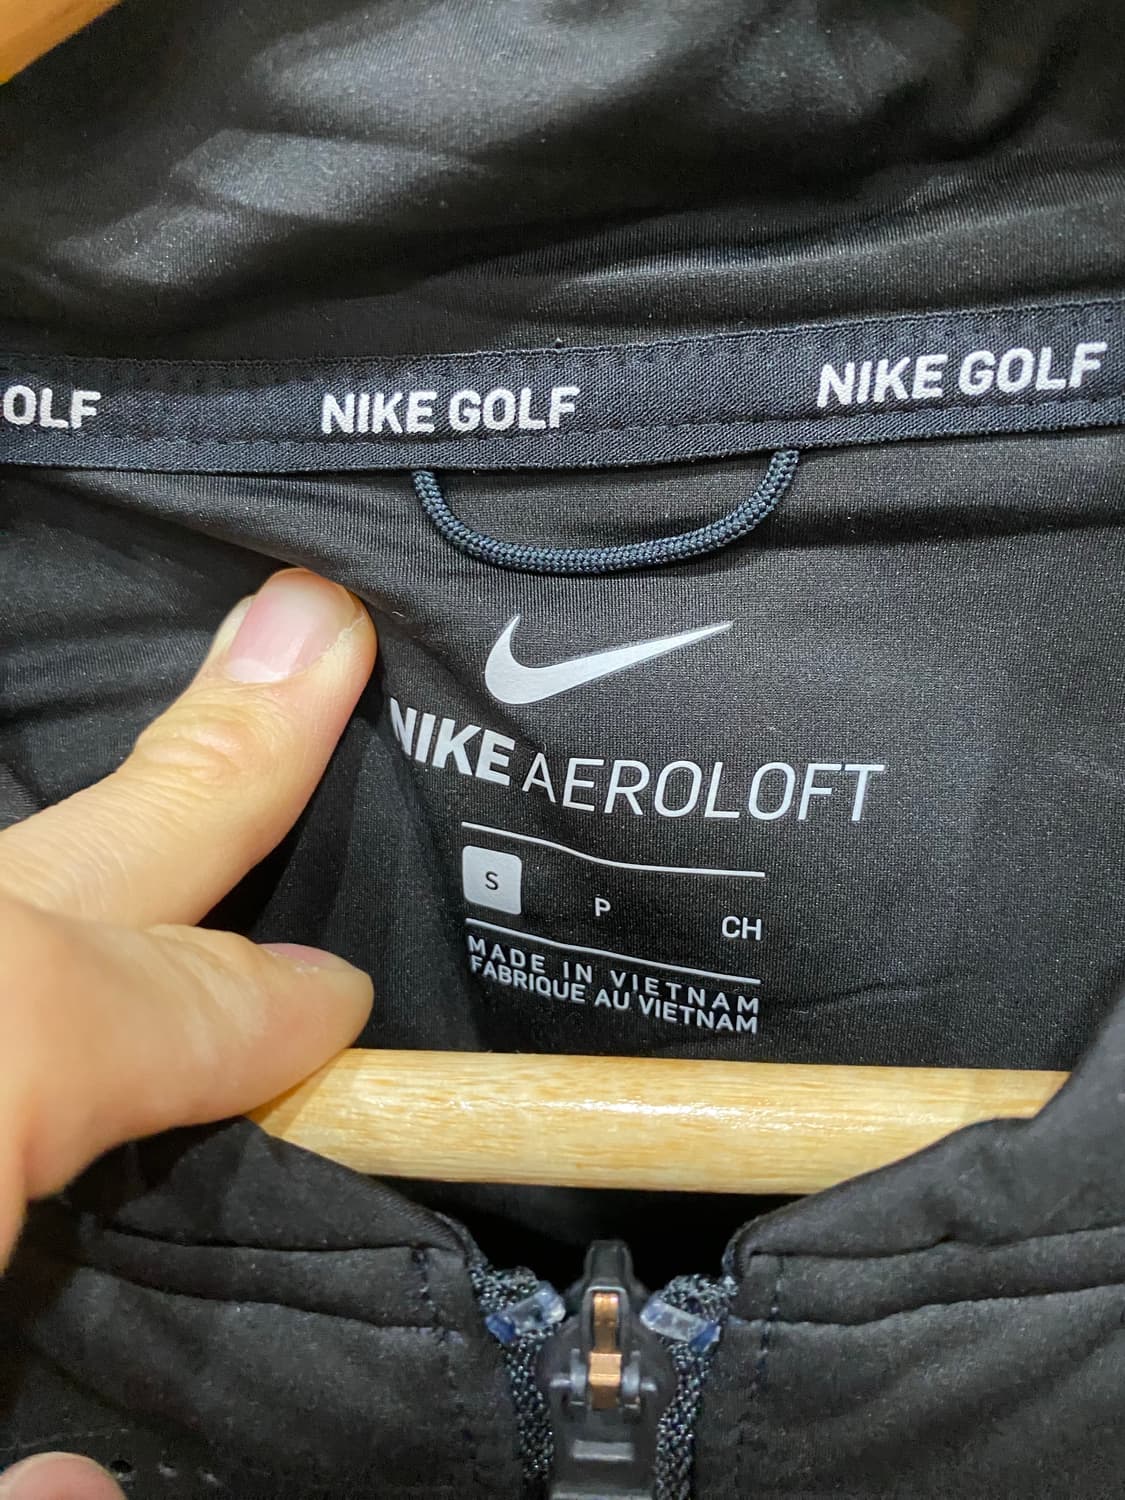 OLF NIKE GOLF NIKE GOLF
NIKE AEROLOFT
S P CH
MADE IN VIETNAM
FABRIQUE AU VIETNAM